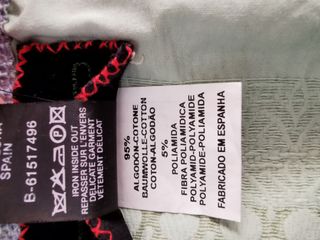 SPAIN
B-61517496
IRON INSIDE OUT
REPASSER SUR L'ENVERS
DELICATE GARMENT
VÊTEMENT DÉLICAT
95%
ALGODÓN-COTONE
BAUMWOLLE-COTTON
COTON-ALGODÃO
5%
POLIAMIDA
FIBRA POLIAMIDICA
POLYAMID-POLYAMIDE
POLYAMIDE-POLIAMIDA
FABRICADO EM ESPANHA